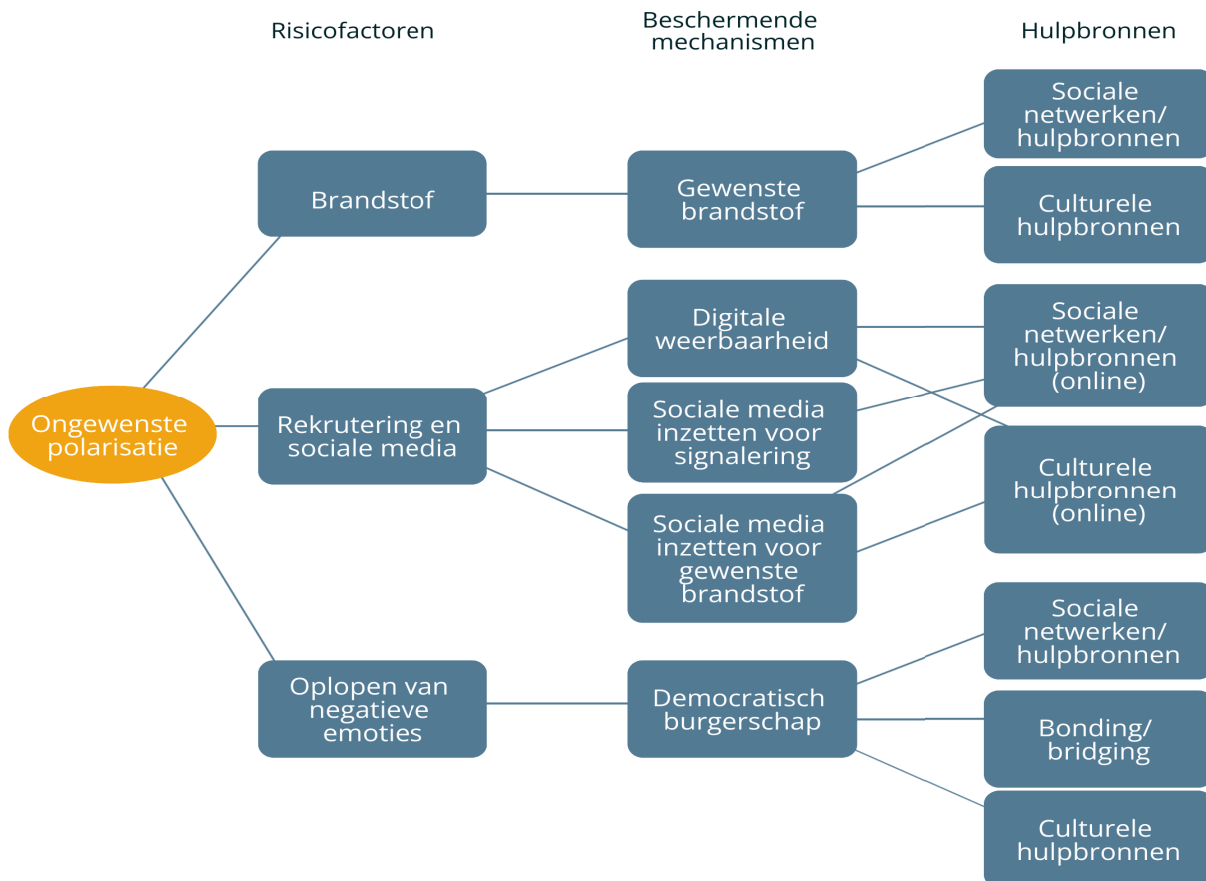 Risicofactoren
Beschermende
mechanismen
Hulpbronnen
Ongewenste
polarisatie
Brandstof
Rekrutering en
sociale media
Oplopen van
negatieve
emoties
Gewenste
brandstof
Digitale
weerbaarheid
Sociale media
inzetten voor
signalering
Sociale media
inzetten voor
gewenste
brandstof
Democratisch
burgerschap
Sociale
netwerken/
hulpbronnen
Culturele
hulpbronnen
Sociale
netwerken/
hulpbronnen
(online)
Culturele
hulpbronnen
(online)
Sociale
netwerken/
hulpbronnen
Bonding/
bridging
Culturele
hulpbronnen